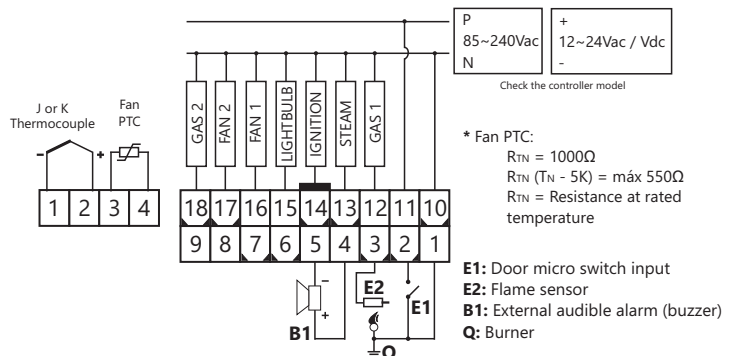 P
85~240Vac
N
+
12~24Vac / Vdc
-
Check the controller model
J or K
Thermocouple
Fan
PTC
- +
1 2 3 4
GAS 2
FAN 2
FAN 1
LIGHTBULB
IGNITION
STEAM
GAS 1
18 17 16 15 14 13 12 11 10
9 8 7 6 5 4 3 2 1
-
+
B1
E2
E1
Q
* Fan PTC:
RTN = 1000Ω
RTN (TN - 5K) = máx 550Ω
RTN = Resistance at rated
temperature
E1: Door micro switch input
E2: Flame sensor
B1: External audible alarm (buzzer)
Q: Burner